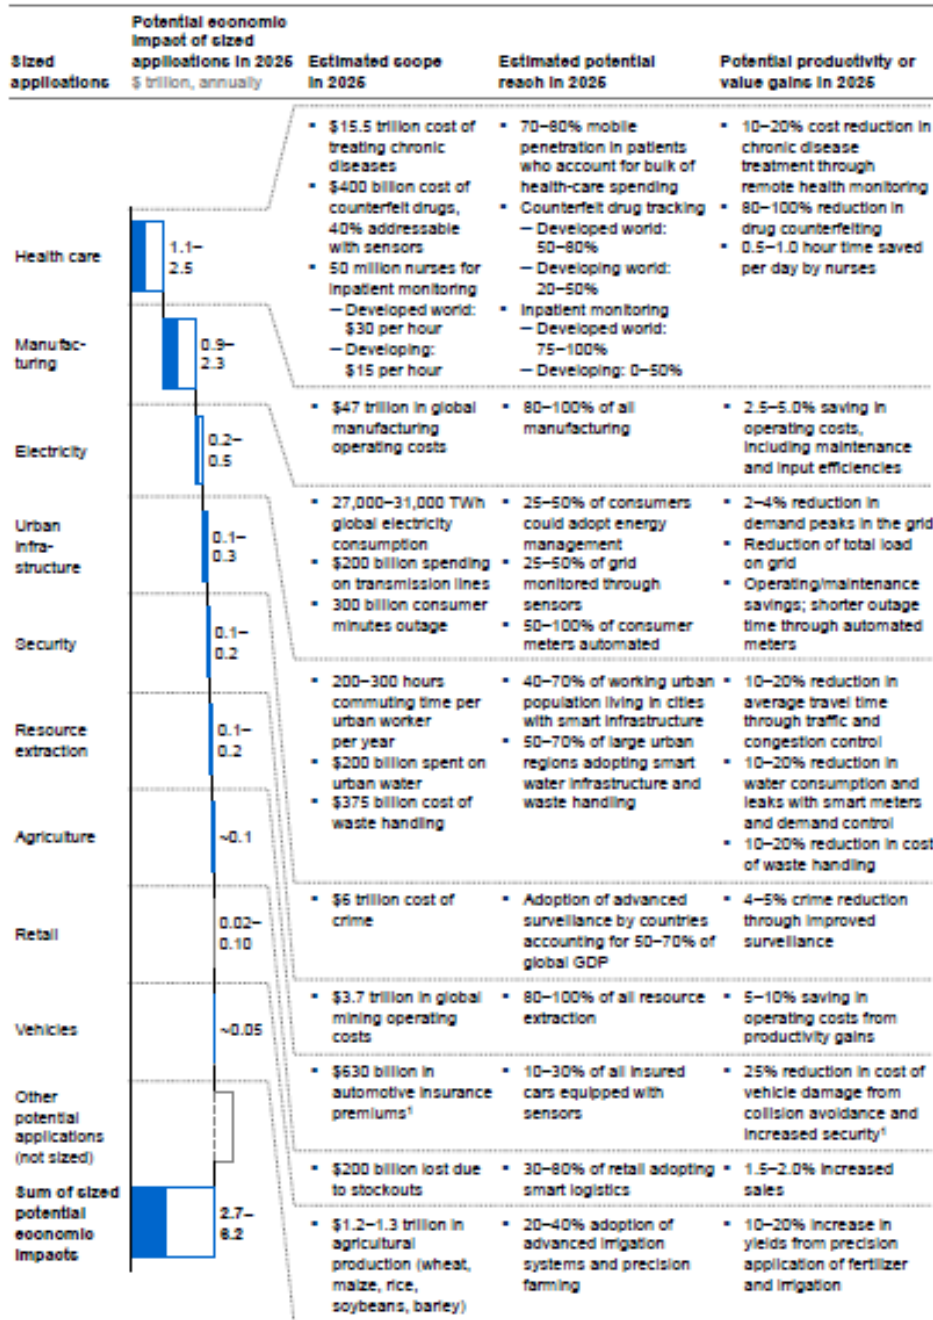 Sized
applications
Potential economic
impact of sized
applications in 2025
$ trillion, annually
Estimated scope
in 2025
Estimated potential
reach in 2025
Potential productivity or
value gains in 2025
Health care
1.1–
2.5
Manufac-
turing
0.9–
2.3
Electricity
0.2–
0.5
Urban
infra-
structure
0.1–
0.3
Security
0.1–
0.2
Resource
extraction
0.1–
0.2
Agriculture
~0.1
Retail
0.02–
0.10
Vehicles
~0.05
Other
potential
applications
(not sized)
Sum of sized
potential
economic
impacts
2.7–
6.2
▪ $15.5 trillion cost of
treating chronic
diseases
▪ $400 billion cost of
counterfeit drugs,
40% addressable
with sensors
▪ 50 million nurses for
inpatient monitoring
– Developed world:
$30 per hour
– Developing:
$15 per hour
▪ 70–80% mobile
penetration in patients
who account for bulk of
health-care spending
▪ Counterfeit drug tracking
– Developed world:
50–80%
– Developing world:
20–50%
▪ Inpatient monitoring
– Developed world:
75–100%
– Developing: 0–50%
▪ 10–20% cost reduction in
chronic disease
treatment through
remote health monitoring
▪ 80–100% reduction in
drug counterfeiting
▪ 0.5–1.0 hour time saved
per day by nurses
▪ $47 trillion in global
manufacturing
operating costs
▪ 80–100% of all
manufacturing
▪ 2.5–5.0% saving in
operating costs,
including maintenance
and input efficiencies
▪ 27,000–31,000 TWh
global electricity
consumption
▪ $200 billion spending
on transmission lines
▪ 300 billion consumer
minutes outage
▪ 25–50% of consumers
could adopt energy
management
▪ 25–50% of grid
monitored through
sensors
▪ 50–100% of consumer
meters automated
▪ 2–4% reduction in
demand peaks in the grid
▪ Reduction of total load
on grid
▪ Operating/maintenance
savings; shorter outage
time through automated
meters
▪ 200–300 hours
commuting time per
urban worker
per year
▪ $200 billion spent on
urban water
▪ $375 billion cost of
waste handling
▪ 40–70% of working urban
population living in cities
with smart infrastructure
▪ 50–70% of large urban
regions adopting smart
water infrastructure and
waste handling
▪ 10–20% reduction in
average travel time
through traffic and
congestion control
▪ 10–20% reduction in
water consumption and
leaks with smart meters
and demand control
▪ 10–20% reduction in cost
of waste handling
▪ $6 trillion cost of
crime
▪ Adoption of advanced
surveillance by countries
accounting for 50–70% of
global GDP
▪ 4–5% crime reduction
through improved
surveillance
▪ $3.7 trillion in global
mining operating
costs
▪ 80–100% of all resource
extraction
▪ 5–10% saving in
operating costs from
productivity gains
▪ $630 billion in
automotive insurance
premiums¹
▪ 10–30% of all insured
cars equipped with
sensors
▪ 25% reduction in cost of
vehicle damage from
collision avoidance and
increased security¹
▪ $200 billion lost due
to stockouts
▪ 30–80% of retail adopting
smart logistics
▪ 1.5–2.0% increased
sales
▪ $1.2–1.3 trillion in
agricultural
production (wheat,
maize, rice,
soybeans, barley)
▪ 20–40% adoption of
advanced irrigation
systems and precision
farming
▪ 10–20% increase in
yields from precision
application of fertilizer
and irrigation